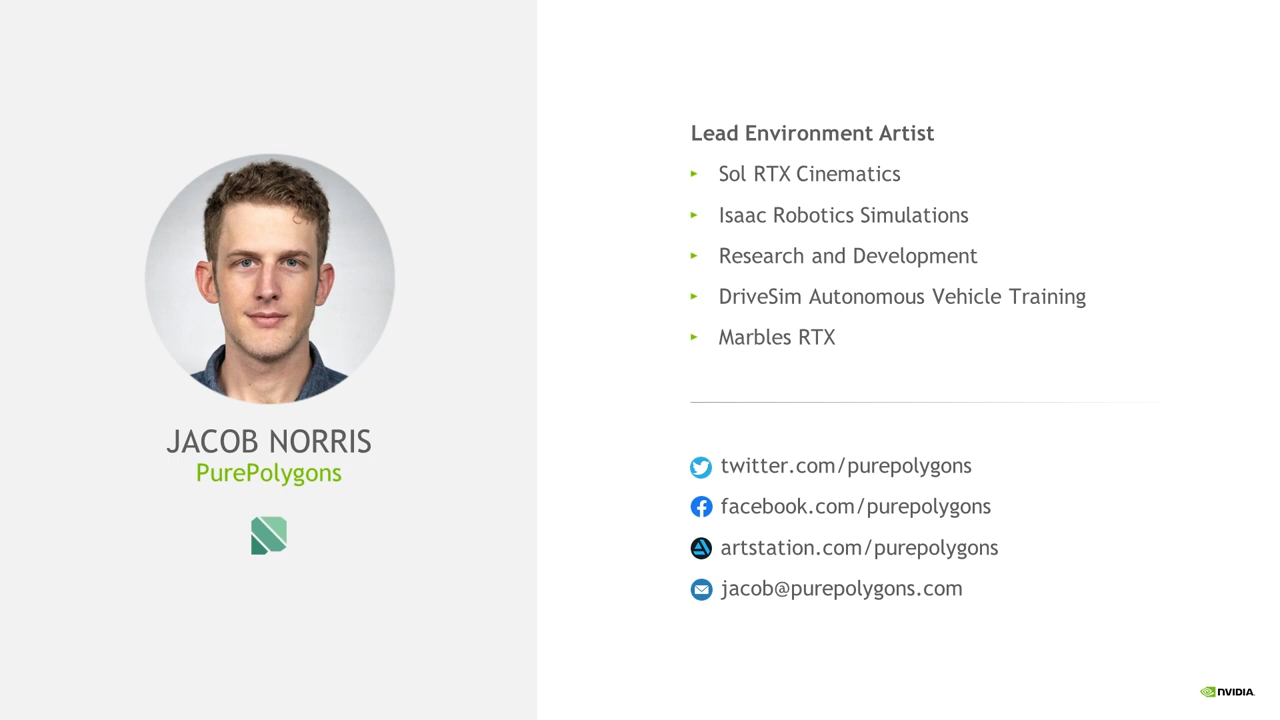 JACOB NORRIS
PurePolygons
Lead Environment Artist
Sol RTX Cinematics
Isaac Robotics Simulations
Research and Development
DriveSim Autonomous Vehicle Training
Marbles RTX
twitter.com/purepolygons
facebook.com/purepolygons
artstation.com/purepolygons
jacob@purepolygons.com
NVIDIA.